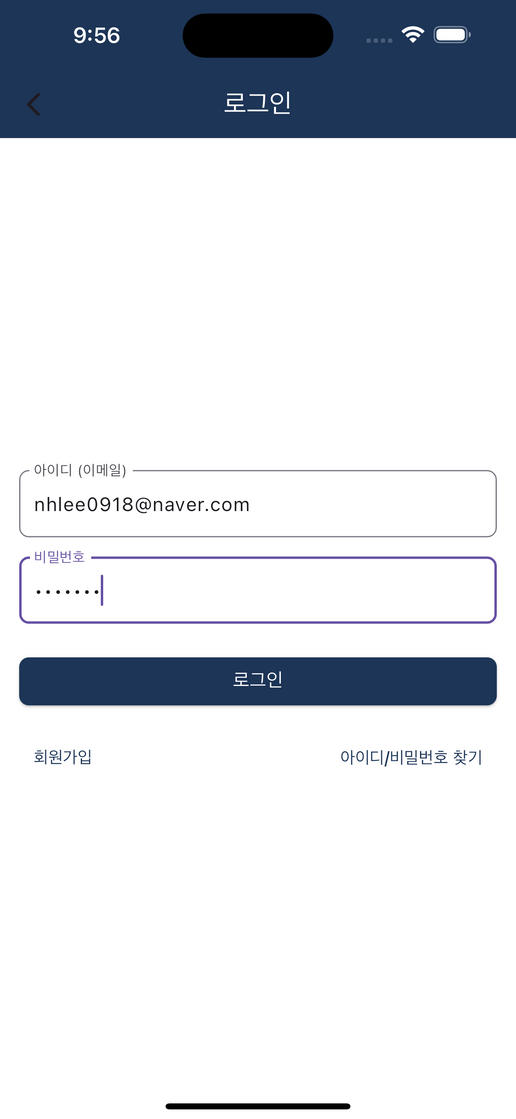 9:56
로그인
아이디 (이메일)
nhlee0918@naver.com
비밀번호
•••••••
로그인
회원가입
아이디/비밀번호 찾기